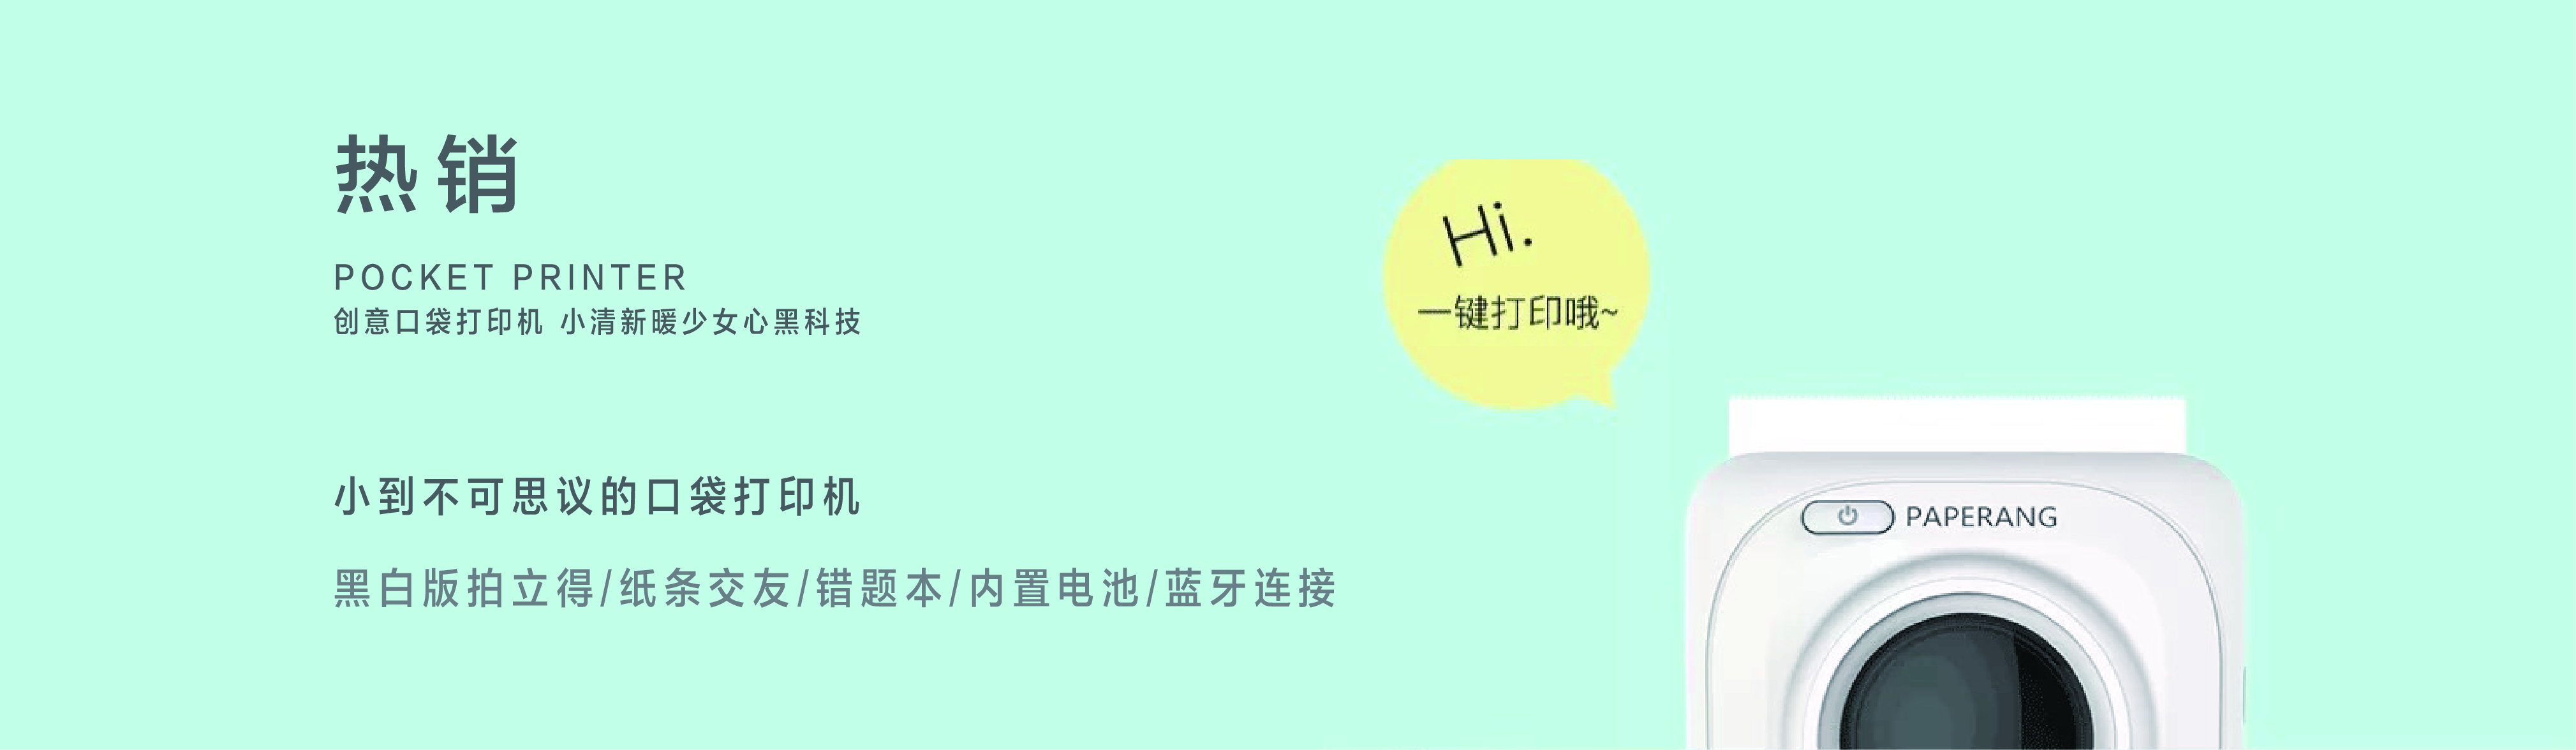 热销
POCKET PRINTER
创意口袋打印机 小清新暖少女心黑科技
小到不可思议的口袋打印机
黑白版拍立得/纸条交友/错题本/内置电池/蓝牙连接
Hi.
一键打印哦~
PAPERANG